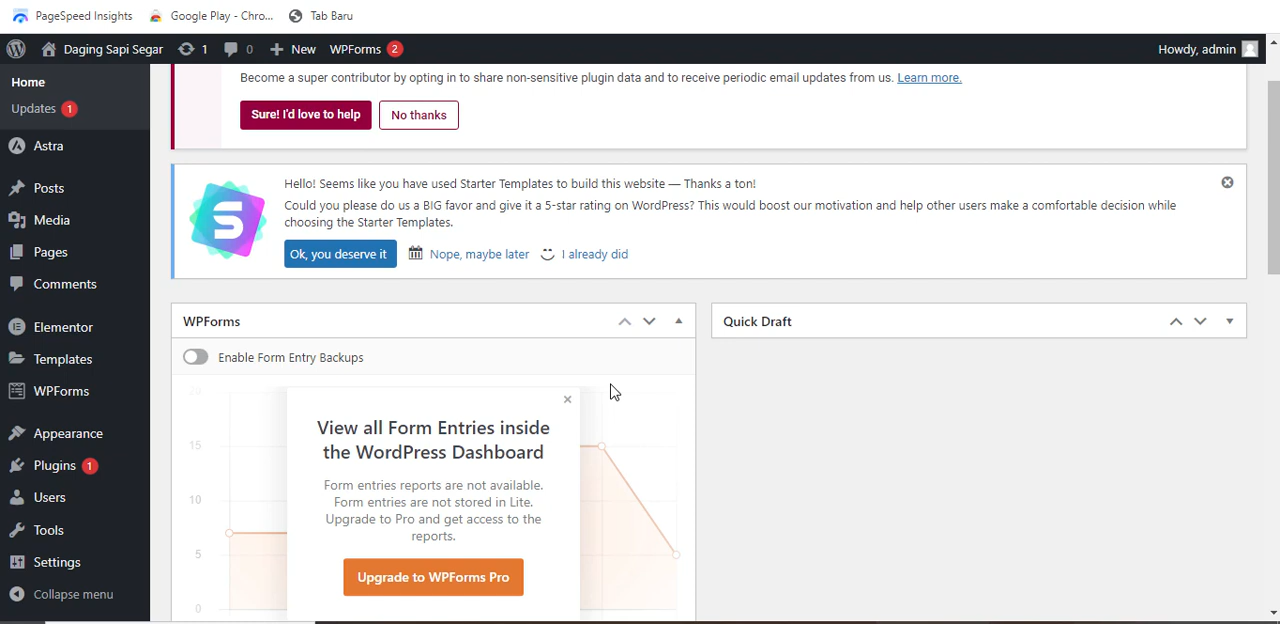 PageSpeed Insights
Google Play - Chro...
Tab Baru
Daging Sapi Segar
1
0
New
WPForms 2
Howdy, admin
Home
Updates 1
Astra
Posts
Media
Pages
Comments
Elementor
Templates
WPForms
Appearance
Plugins 1
Users
Tools
Settings
Collapse menu
Become a super contributor by opting in to share non-sensitive plugin data and to receive periodic email updates from us. Learn more.
Sure! I'd love to help
No thanks
Hello! Seems like you have used Starter Templates to build this website — Thanks a ton!
Could you please do us a BIG favor and give it a 5-star rating on WordPress? This would boost our motivation and help other users make a comfortable decision while
choosing the Starter Templates.
Ok, you deserve it
Nope, maybe later
I already did
WPForms
Enable Form Entry Backups
20
15
10
5
0
View all Form Entries inside
the WordPress Dashboard
Form entries reports are not available.
Form entries are not stored in Lite.
Upgrade to Pro and get access to the
reports.
Upgrade to WPForms Pro
Quick Draft